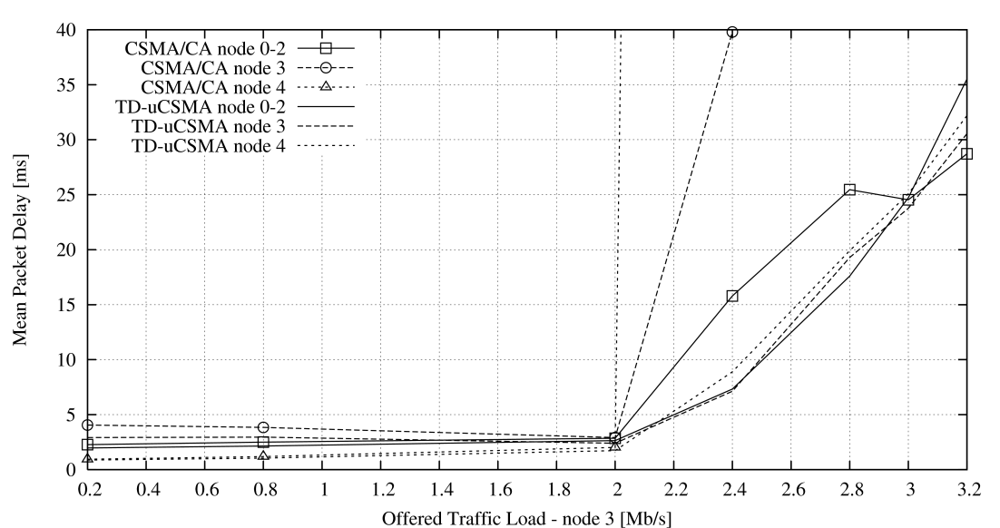 40
35
30
25
20
15
10
5
0
Mean Packet Delay [ms]
CSMA/CA node 0-2
CSMA/CA node 3
CSMA/CA node 4
TD-uCSMA node 0-2
TD-uCSMA node 3
TD-uCSMA node 4
0.2 0.4 0.6 0.8 1 1.2 1.4 1.6 1.8 2 2.2 2.4 2.6 2.8 3 3.2
Offered Traffic Load - node 3 [Mb/s]